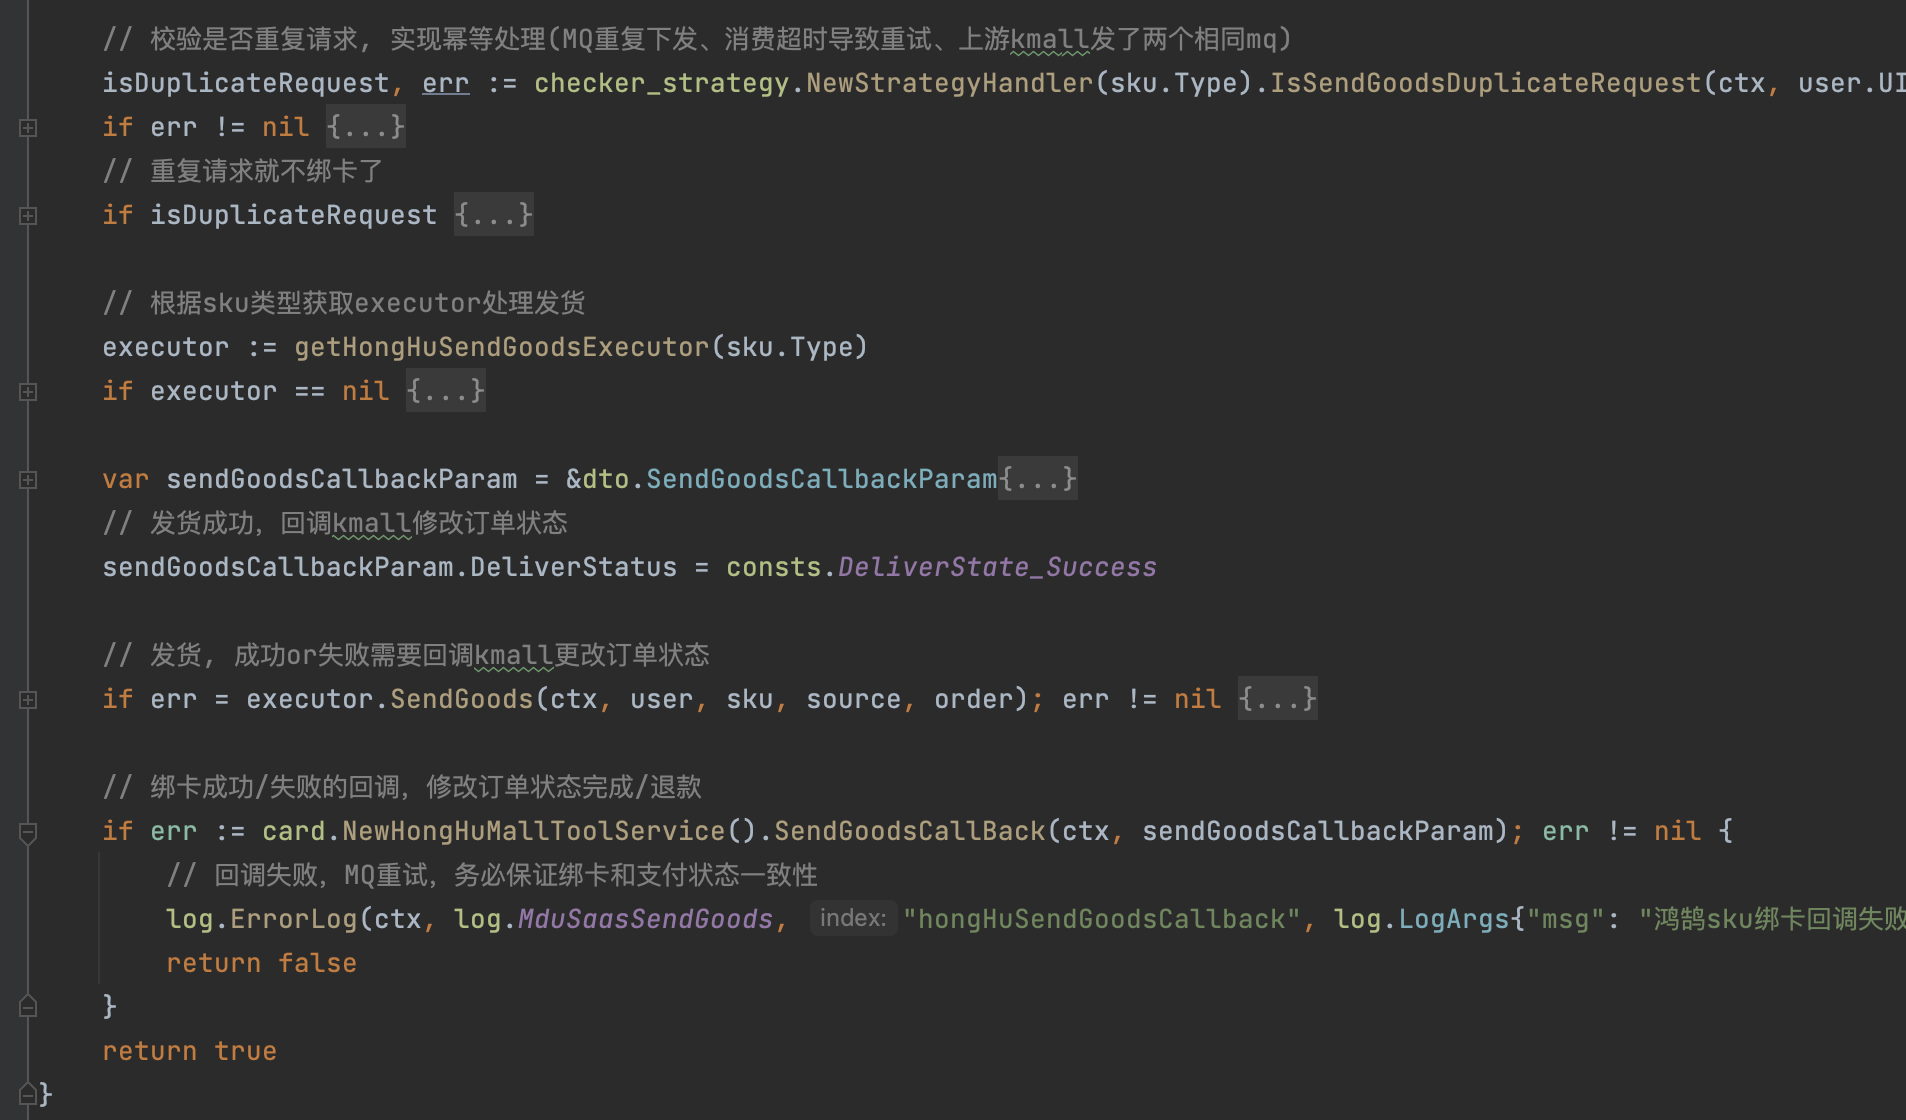 // 校验是否重复请求, 实现幂等处理(MQ重复下发、消费超时导致重试、上游kmall发了两个相同mq)
isDuplicateRequest, err := checker_strategy.NewStrategyHandler(sku.Type).IsSendGoodsDuplicateRequest(ctx, user.UI
if err != nil {...}
// 重复请求就不绑卡了
if isDuplicateRequest {...}
// 根据sku类型获取executor处理发货
executor := getHongHuSendGoodsExecutor(sku.Type)
if executor == nil {...}
var sendGoodsCallbackParam = &dto.SendGoodsCallbackParam{...}
// 发货成功, 回调kmall修改订单状态
sendGoodsCallbackParam.DeliverStatus = consts.DeliverState_Success
// 发货, 成功or失败需要回调kmall更改订单状态
if err = executor.SendGoods(ctx, user, sku, source, order); err != nil {...}
// 绑卡成功/失败的回调, 修改订单状态完成/退款
if err := card.NewHongHuMallToolService().SendGoodsCallBack(ctx, sendGoodsCallbackParam); err != nil {
// 回调失败, MQ重试, 务必保证绑卡和支付状态一致性
log.ErrorLog(ctx, log.MduSaasSendGoods, index: "hongHuSendGoodsCallback", log.LogArgs{"msg": "鸿鹄sku绑卡回调失败
return false
}
return true
}